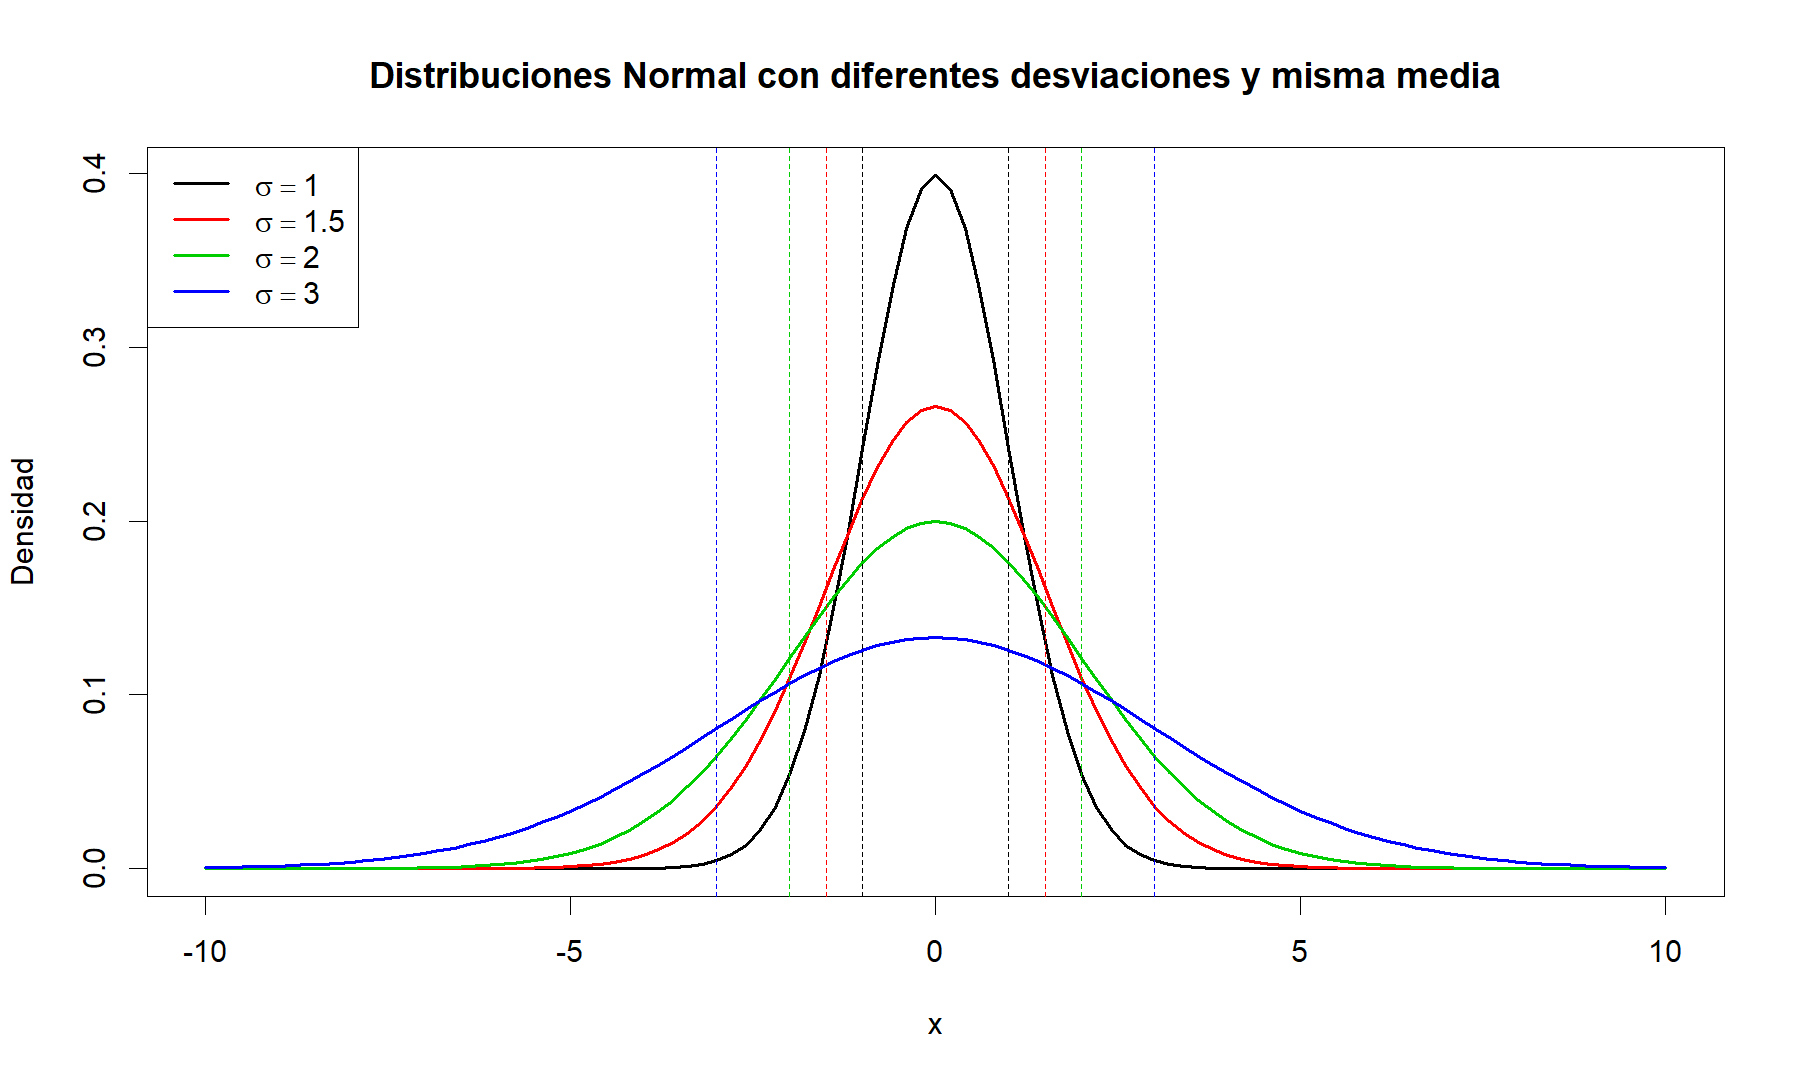 Distribuciones Normal con diferentes desviaciones y misma media
σ = 1
σ = 1.5
σ = 2
σ = 3
0.4
0.3
0.2
0.1
0.0
Densidad
-10
-5
0
5
10
x